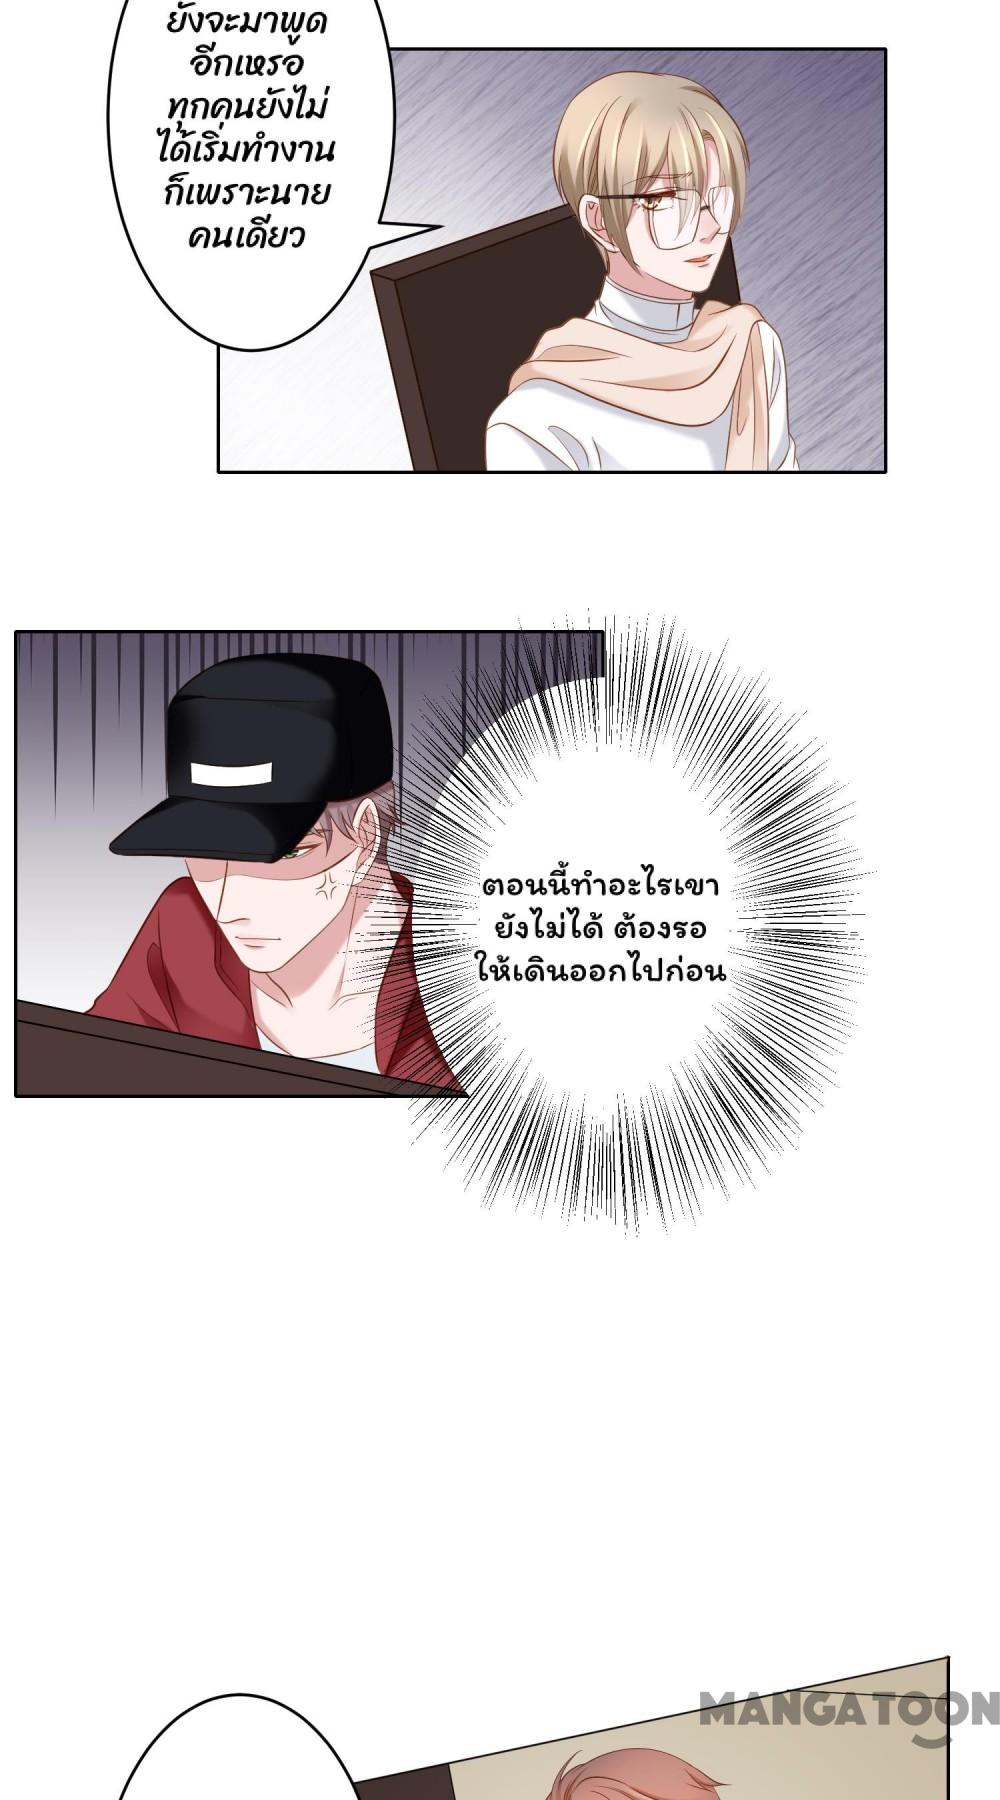 ยังจะมาพูด
อีกเหรอ
ทุกคนยังไม่
ได้เริ่มทำงาน
ก็เพราะนาย
คนเดียว
ตอนนี้ทำอะไรเขา
ยังไม่ได้ ต้องรอ
ให้เดินออกไปก่อน
MANGATOON